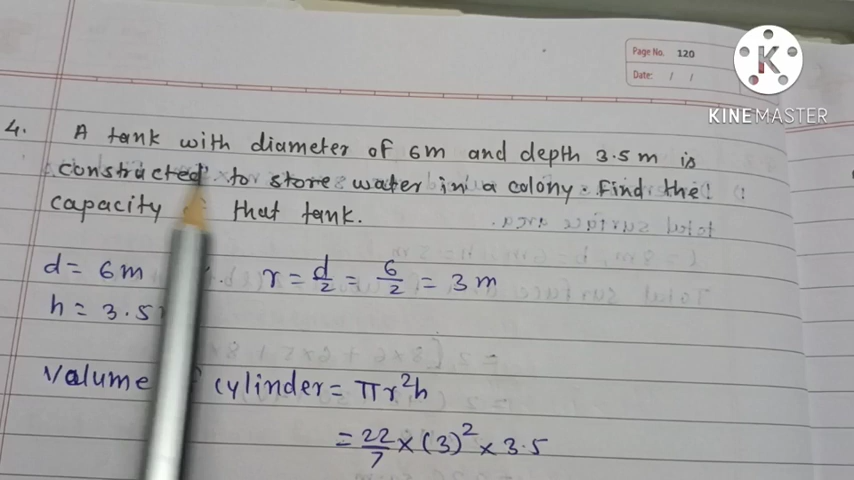 Page No. 120
Date: / /
KINEMASTER
4. A tank with diameter of 6m and depth 3.5m is
constructed to store water in a colony. Find the
capacity that tank.
d = 6m r = d/2 = 6/2 = 3 m
h = 3.5
Volume cylinder = πr²h
= 22/7 × (3)² × 3.5